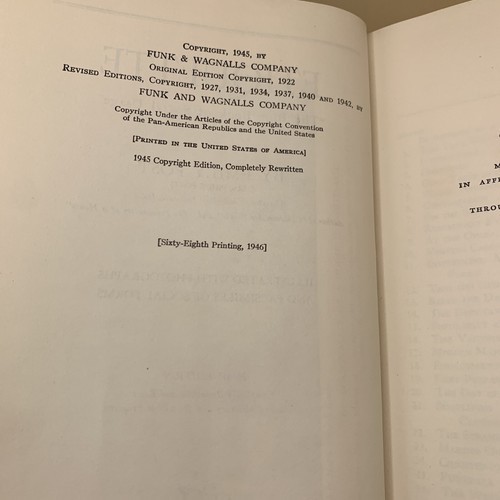 Copyright, 1945, by
FUNK & WAGNALLS COMPANY
Original Edition Copyright, 1922
Revised Editions, Copyright, 1927, 1931, 1934, 1937, 1940 and 1942, by
FUNK AND WAGNALLS COMPANY
Copyright Under the Articles of the Copyright Convention
of the Pan-American Republics and the United States
[Printed in the United States of America]
1945 Copyright Edition, Completely Rewritten
[Sixty-Eighth Printing, 1946]
M
IN AFF
THROU